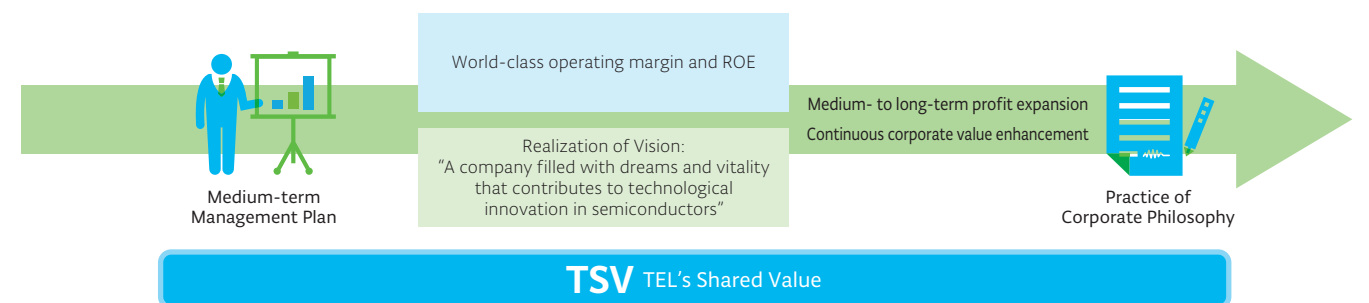 World-class operating margin and ROE
Medium- to long-term profit expansion
Continuous corporate value enhancement
Realization of Vision:
“A company filled with dreams and vitality
that contributes to technological
innovation in semiconductors”
Medium-term
Management Plan
Practice of
Corporate Philosophy
TSV TEL’s Shared Value